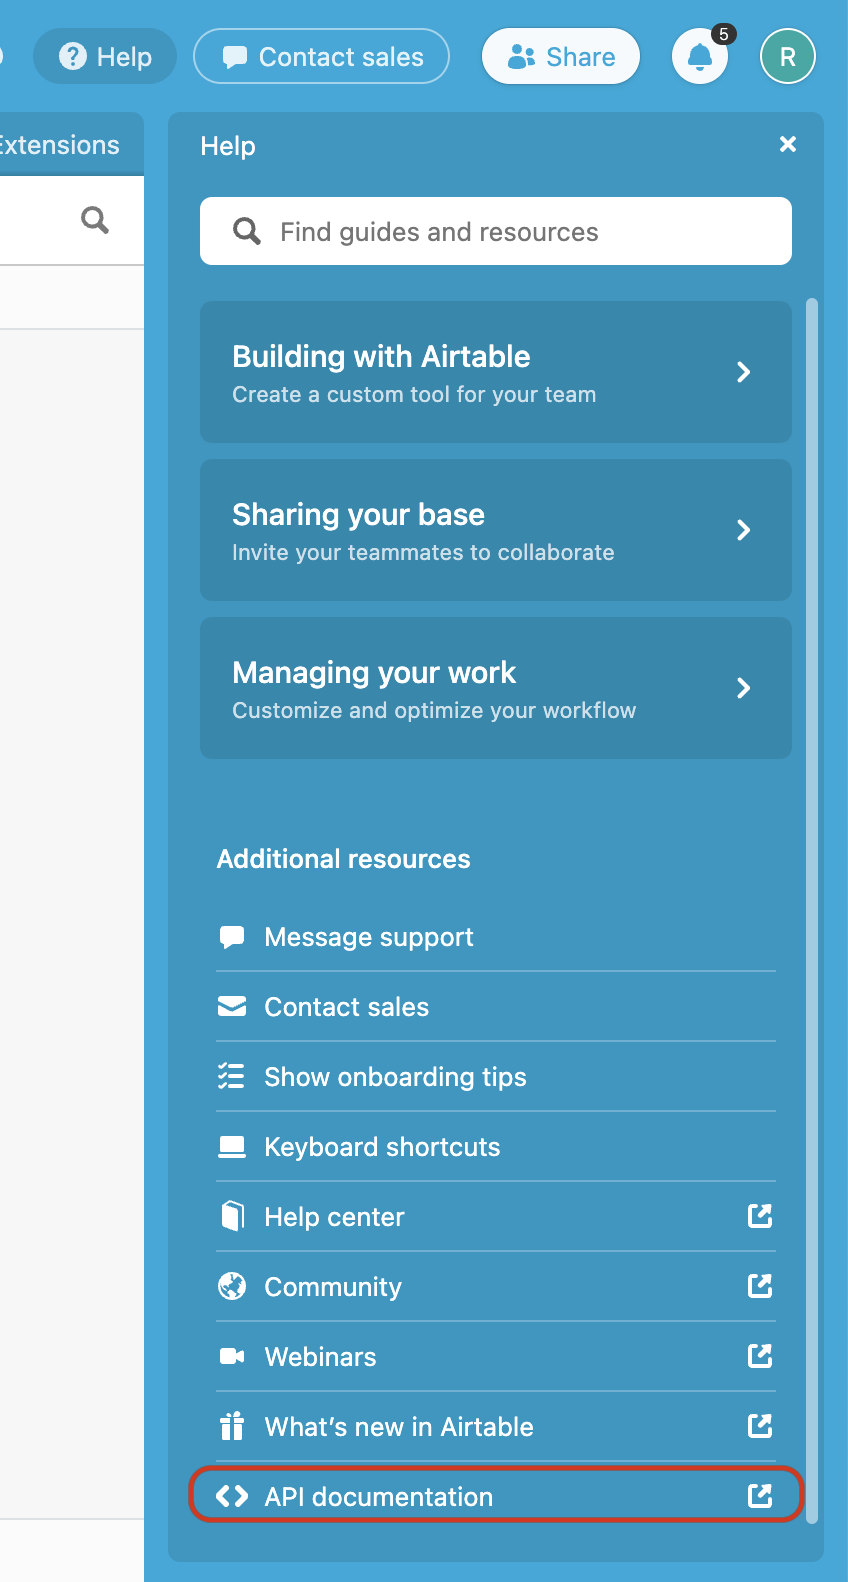 Help
Contact sales
Share
5
R
Extensions
Help
Find guides and resources
Building with Airtable
Create a custom tool for your team
Sharing your base
Invite your teammates to collaborate
Managing your work
Customize and optimize your workflow
Additional resources
Message support
Contact sales
Show onboarding tips
Keyboard shortcuts
Help center
Community
Webinars
What's new in Airtable
API documentation